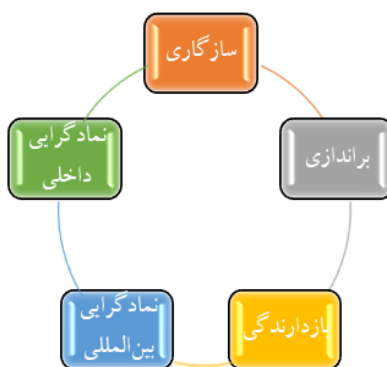 سازگاری
براندازی
بازدارندگی
نمادگرایی
بین‌المللی
نمادگرایی
داخلی